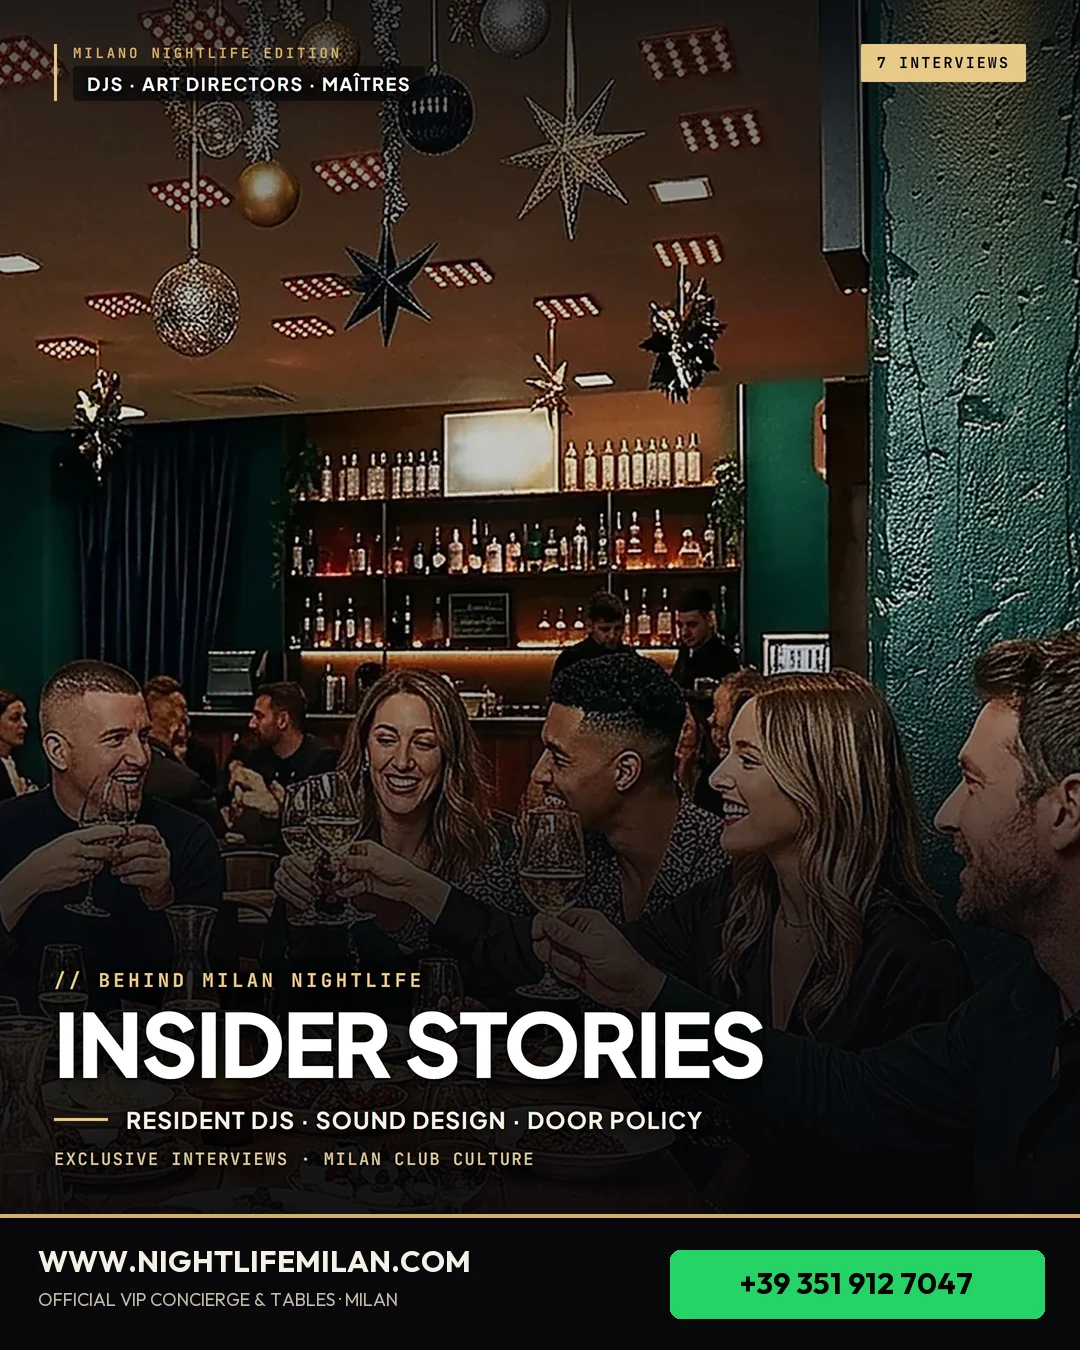 MILANO NIGHTLIFE EDITION
DJS · ART DIRECTORS · MAÎTRES
7 INTERVIEWS
// BEHIND MILAN NIGHTLIFE
INSIDER STORIES
RESIDENT DJS · SOUND DESIGN · DOOR POLICY
EXCLUSIVE INTERVIEWS · MILAN CLUB CULTURE
WWW.NIGHTLIFEMILAN.COM
OFFICIAL VIP CONCIERGE & TABLES · MILAN
+39 351 912 7047